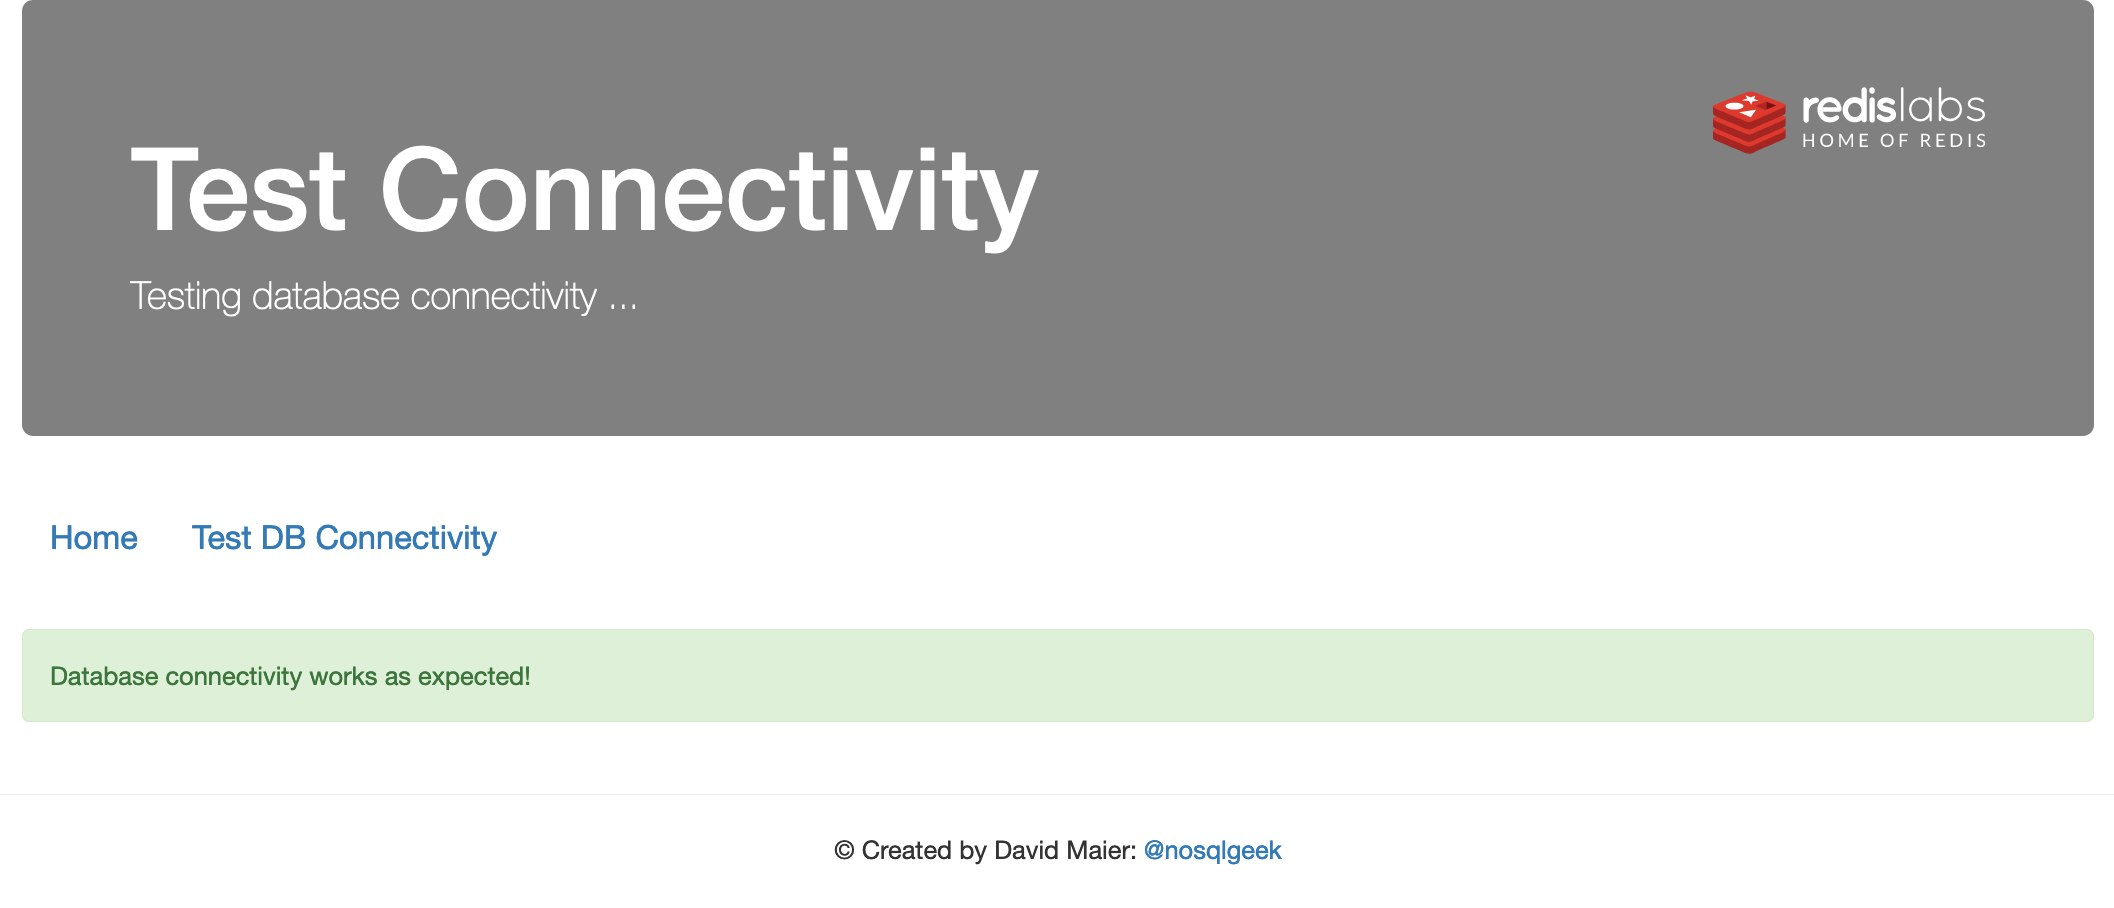 redislabs
HOME OF REDIS
Test Connectivity
Testing database connectivity ...
Home Test DB Connectivity
Database connectivity works as expected!
© Created by David Maier: @nosqlgeek